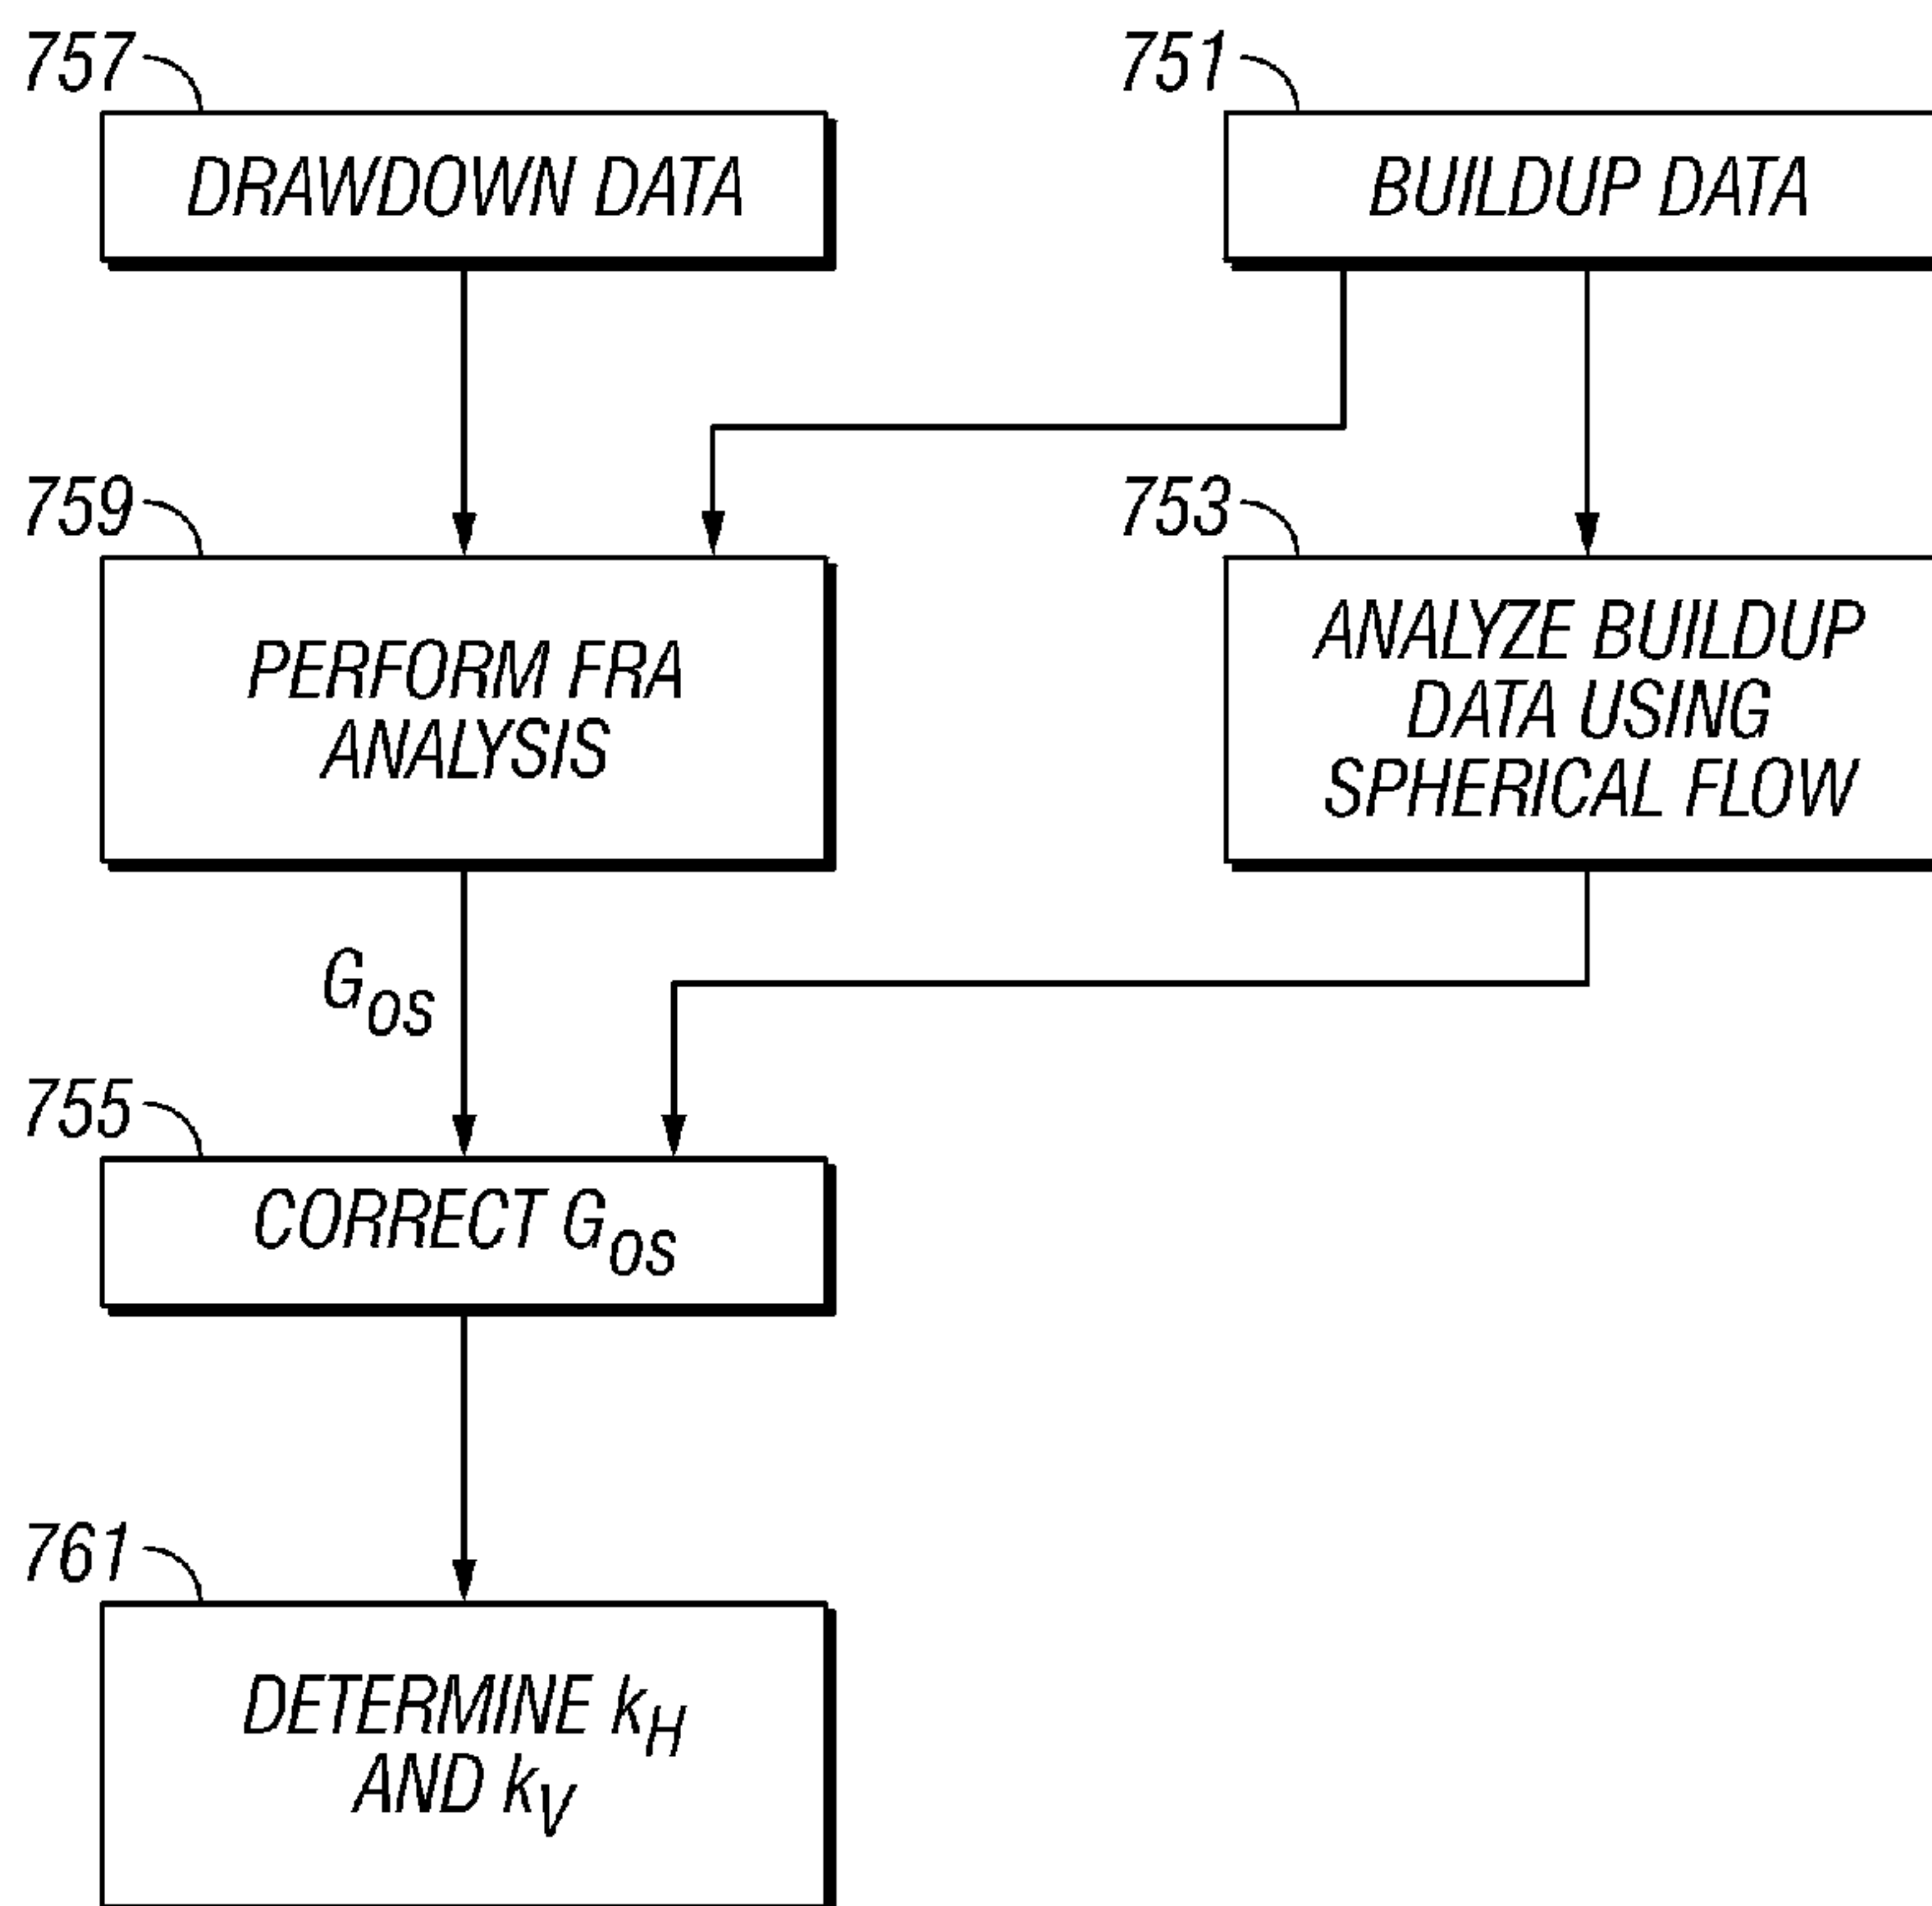 757
DRAWDOWN DATA
751
BUILDUP DATA
759
PERFORM FRA
ANALYSIS
753
ANALYZE BUILDUP
DATA USING
SPHERICAL FLOW
GOS
755
CORRECT GOS
761
DETERMINE kH
AND kV